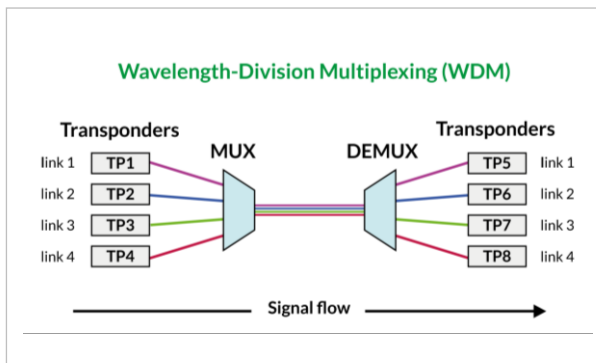 Wavelength-Division Multiplexing (WDM)
Transponders
Transponders
MUX
DEMUX
link 1 TP1
TP5 link 1
link 2 TP2
TP6 link 2
link 3 TP3
TP7 link 3
link 4 TP4
TP8 link 4
Signal flow